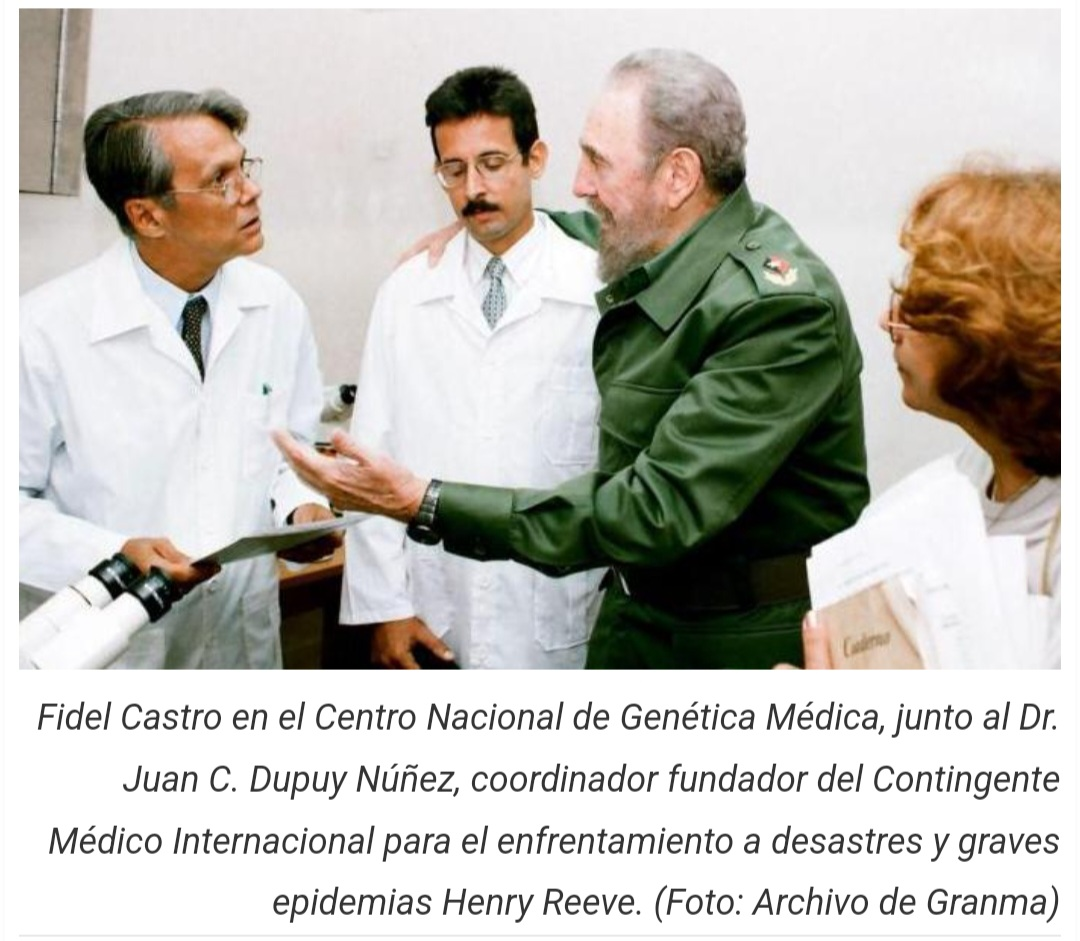 Cuaderno
Fidel Castro en el Centro Nacional de Genética Médica, junto al Dr.
Juan C. Dupuy Núñez, coordinador fundador del Contingente
Médico Internacional para el enfrentamiento a desastres y graves
epidemias Henry Reeve. (Foto: Archivo de Granma)